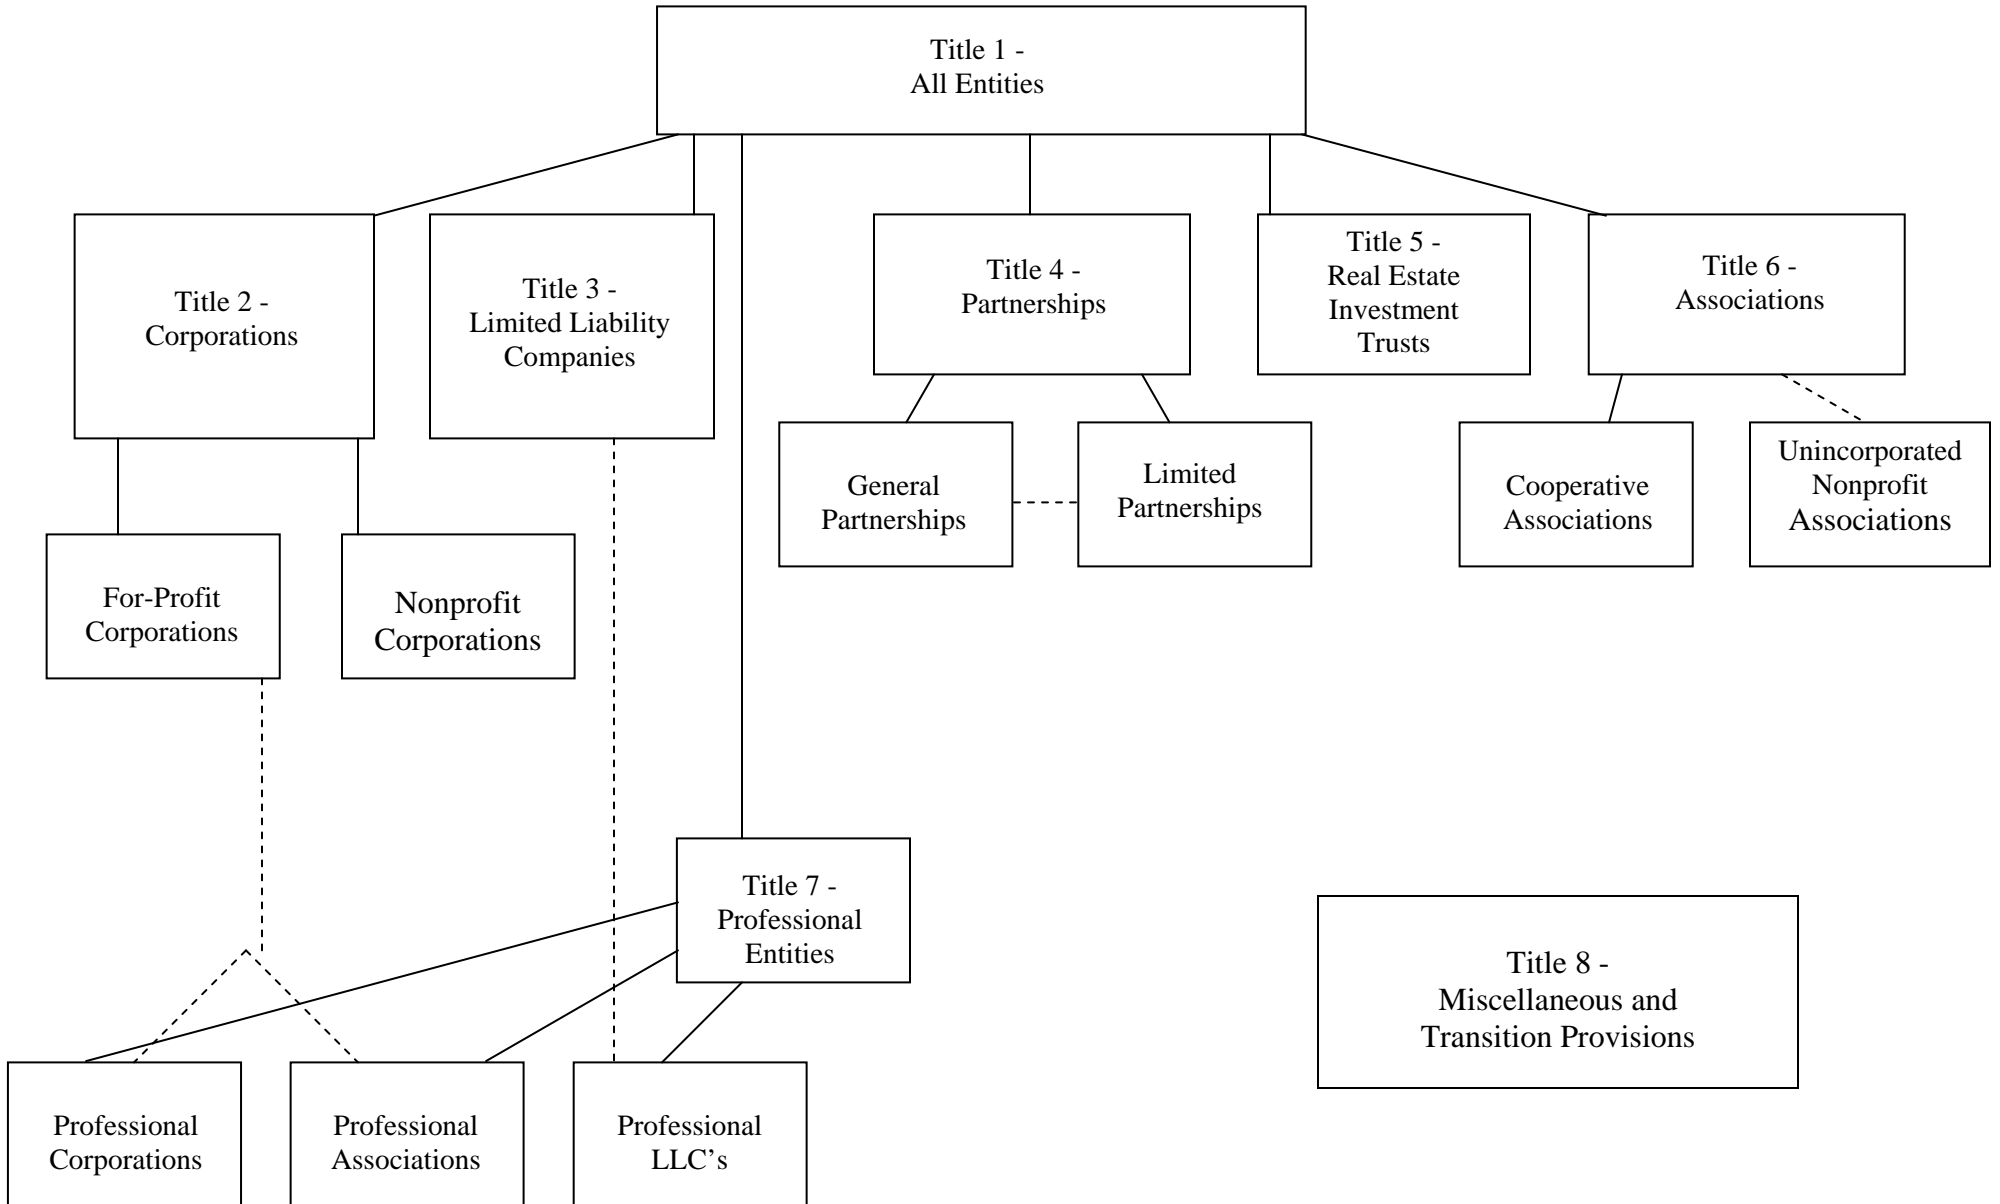 Title 1 -
All Entities
Title 2 -
Corporations
Title 3 -
Limited Liability
Companies
Title 4 -
Partnerships
Title 5 -
Real Estate
Investment
Trusts
Title 6 -
Associations
General
Partnerships
Limited
Partnerships
Cooperative
Associations
Unincorporated
Nonprofit
Associations
For-Profit
Corporations
Nonprofit
Corporations
Title 7 -
Professional
Entities
Title 8 -
Miscellaneous and
Transition Provisions
Professional
Corporations
Professional
Associations
Professional
LLC’s